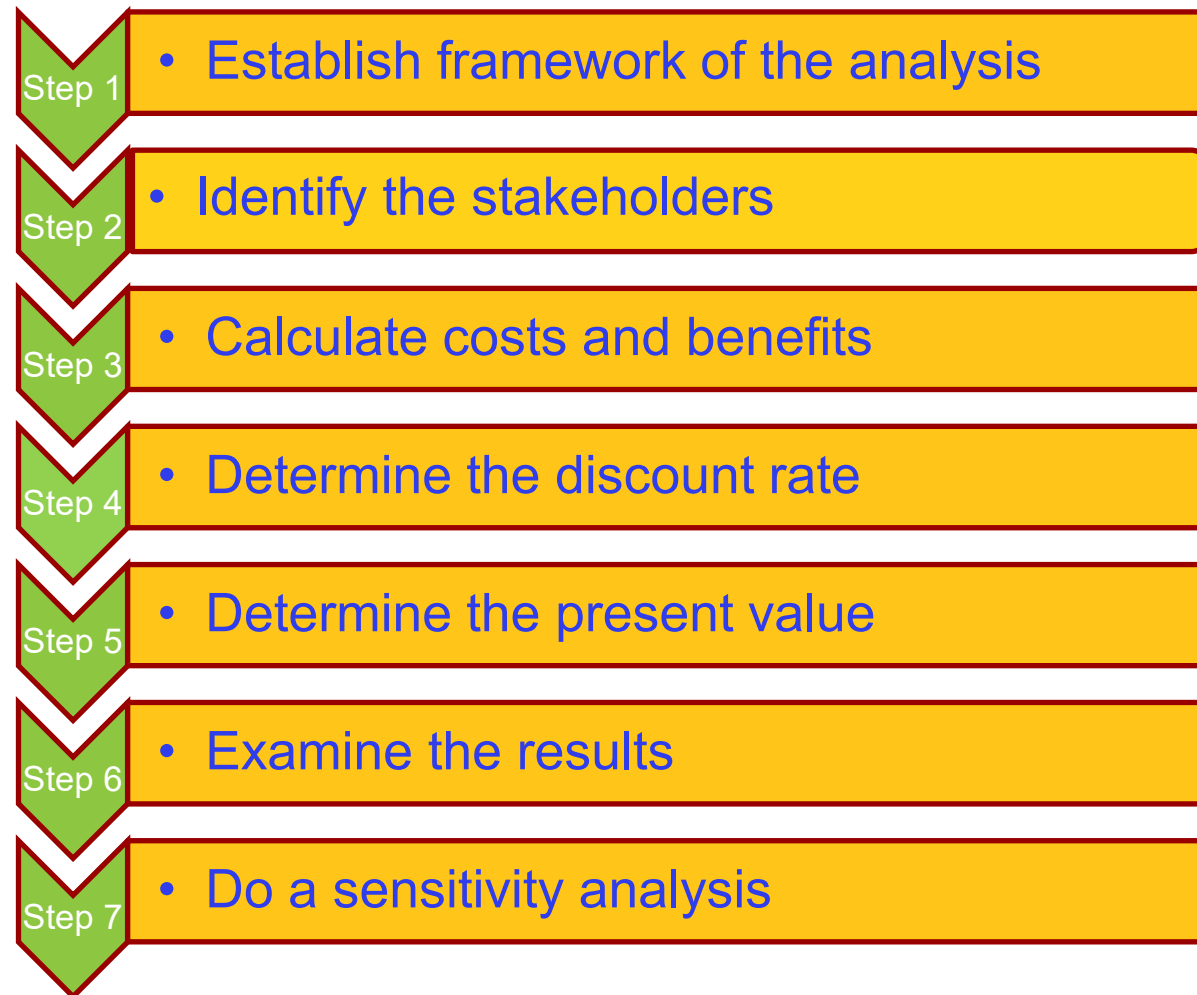 Step 1
• Establish framework of the analysis
Step 2
• Identify the stakeholders
Step 3
• Calculate costs and benefits
Step 4
• Determine the discount rate
Step 5
• Determine the present value
Step 6
• Examine the results
Step 7
• Do a sensitivity analysis